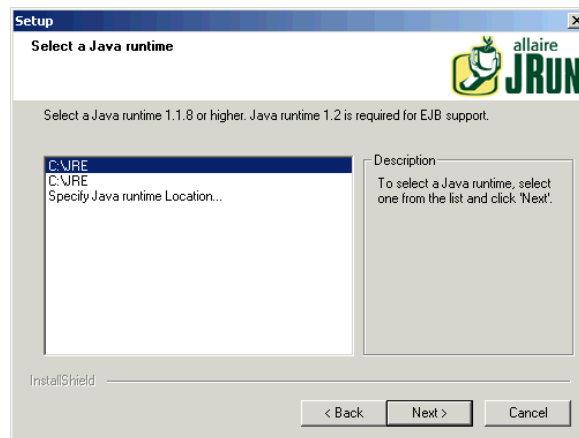 Setup
Select a Java runtime
allaire
JRUN
Select a Java runtime 1.1.8 or higher. Java runtime 1.2 is required for EJB support.
C:\JRE
C:\JRE
Specify Java runtime Location...
Description
To select a Java runtime, select
one from the list and click 'Next'.
InstallShield
< Back
Next >
Cancel